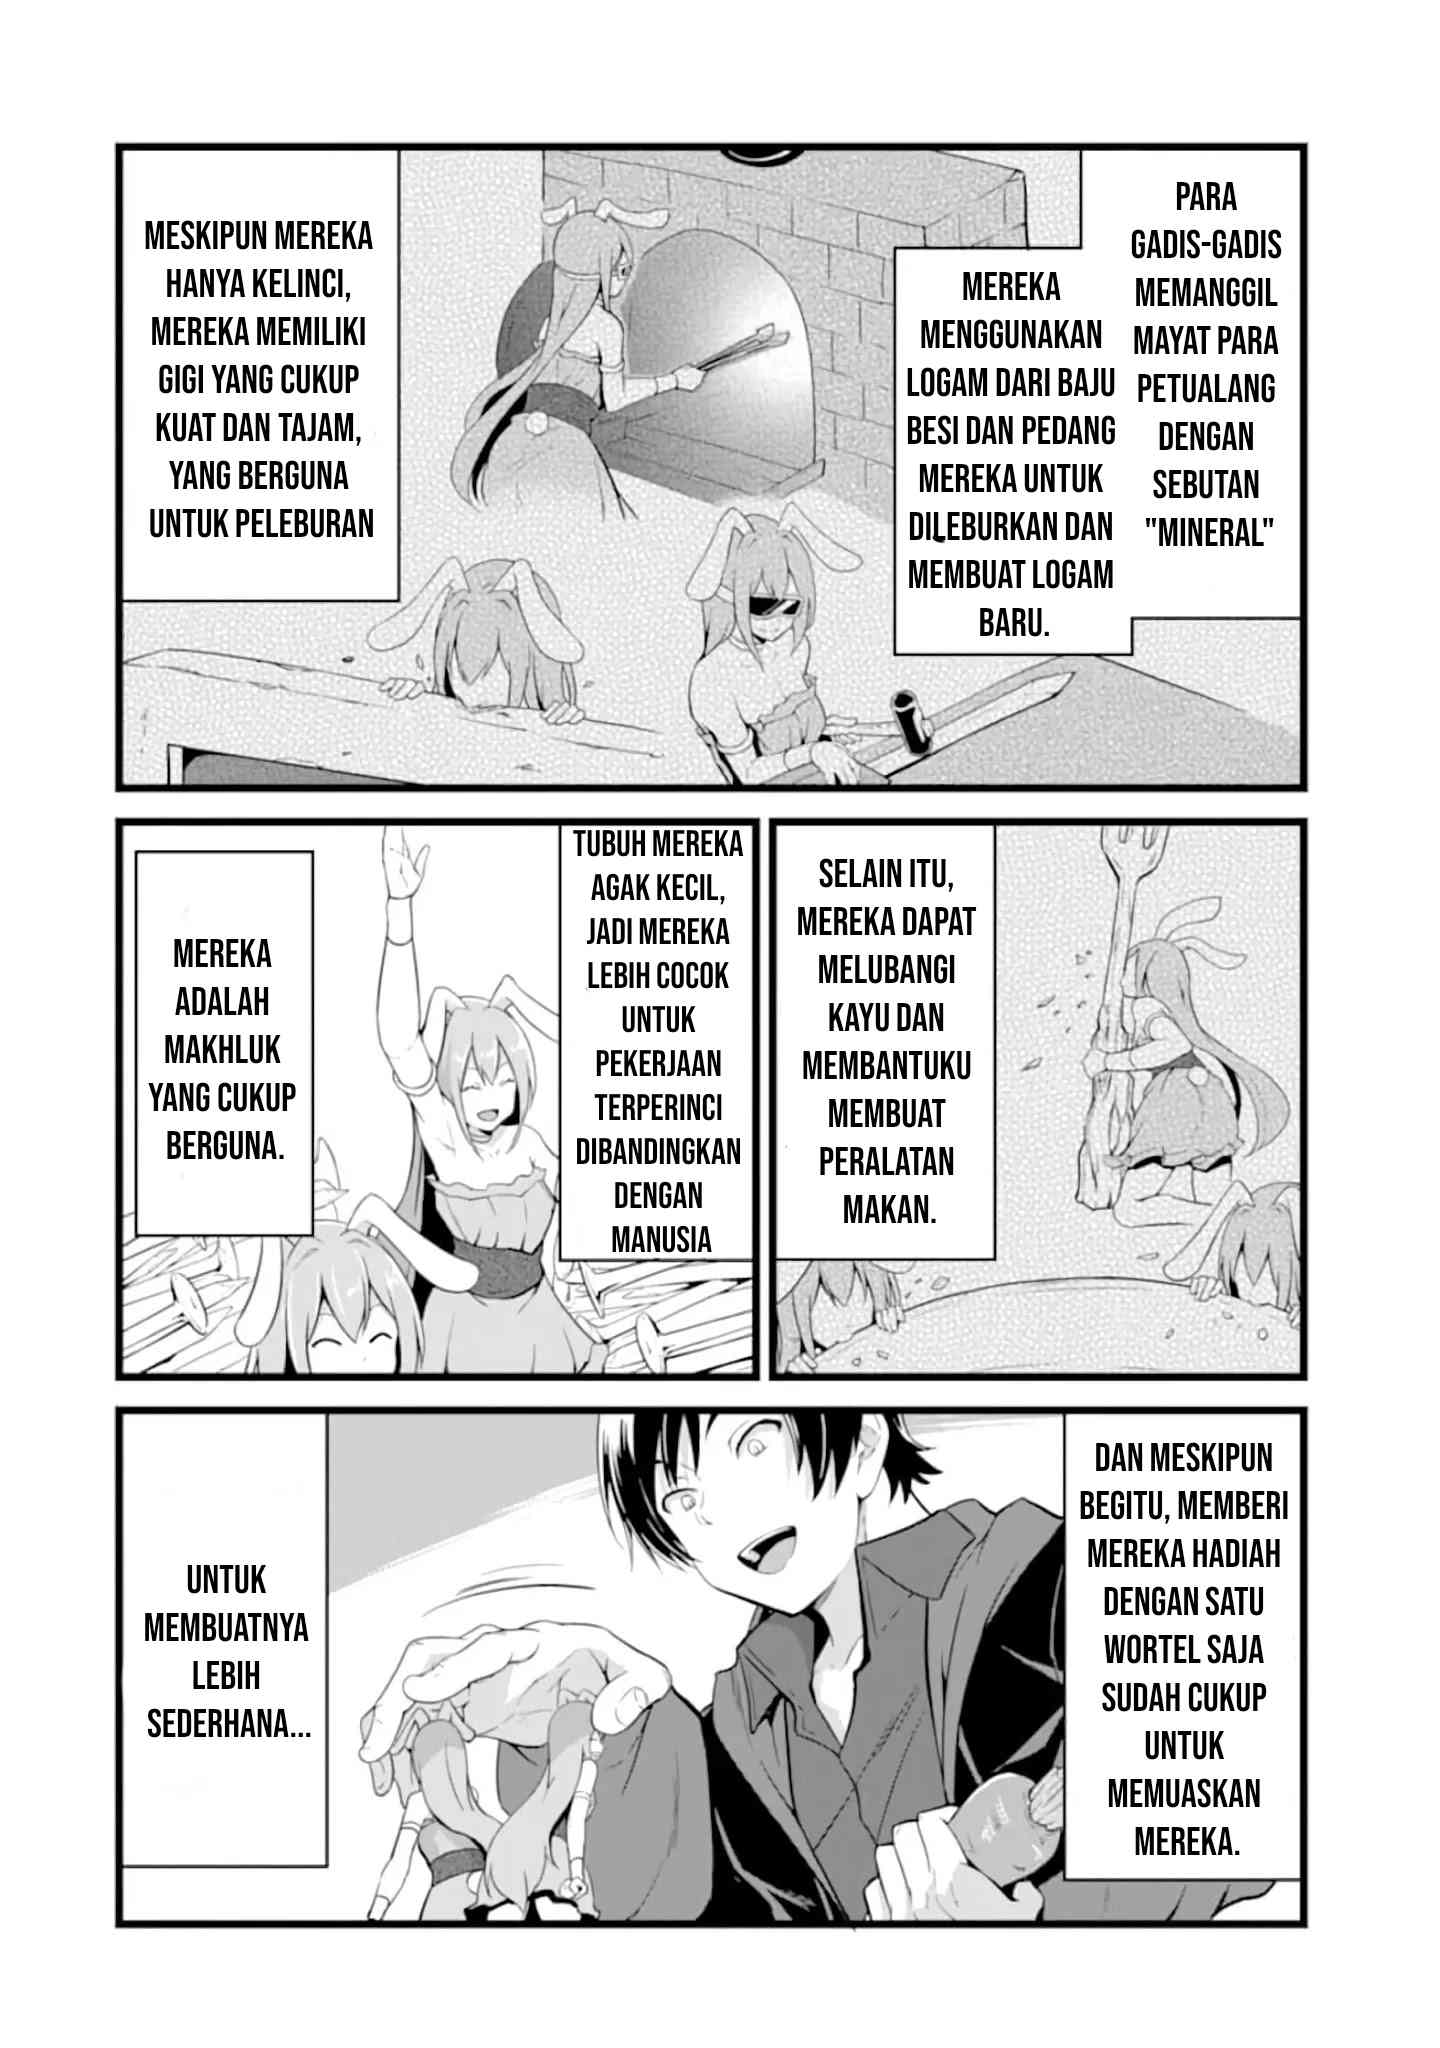 PARA
GADIS-GADIS
MEMANGGIL
MAYAT PARA
PETUALANG
DENGAN
SEBUTAN
"MINERAL"
MEREKA
MENGGUNAKAN
LOGAM DARI BAJU
BESI DAN PEDANG
MEREKA UNTUK
DILEBURKAN DAN
MEMBUAT LOGAM
BARU.
MESKIPUN MEREKA
HANYA KELINCI,
MEREKA MEMILIKI
GIGI YANG CUKUP
KUAT DAN TAJAM,
YANG BERGUNA
UNTUK PELEBURAN
SELAIN ITU,
MEREKA DAPAT
MELUBANGI
KAYU DAN
MEMBANTUKU
MEMBUAT
PERALATAN
MAKAN.
TUBUH MEREKA
AGAK KECIL,
JADI MEREKA
LEBIH COCOK
UNTUK
PEKERJAAN
TERPERINCI
DIBANDINGKAN
DENGAN
MANUSIA
MEREKA
ADALAH
MAKHLUK
YANG CUKUP
BERGUNA.
DAN MESKIPUN
BEGITU, MEMBERI
MEREKA HADIAH
DENGAN SATU
WORTEL SAJA
SUDAH CUKUP
UNTUK
MEMUASKAN
MEREKA.
UNTUK
MEMBUATNYA
LEBIH
SEDERHANA...